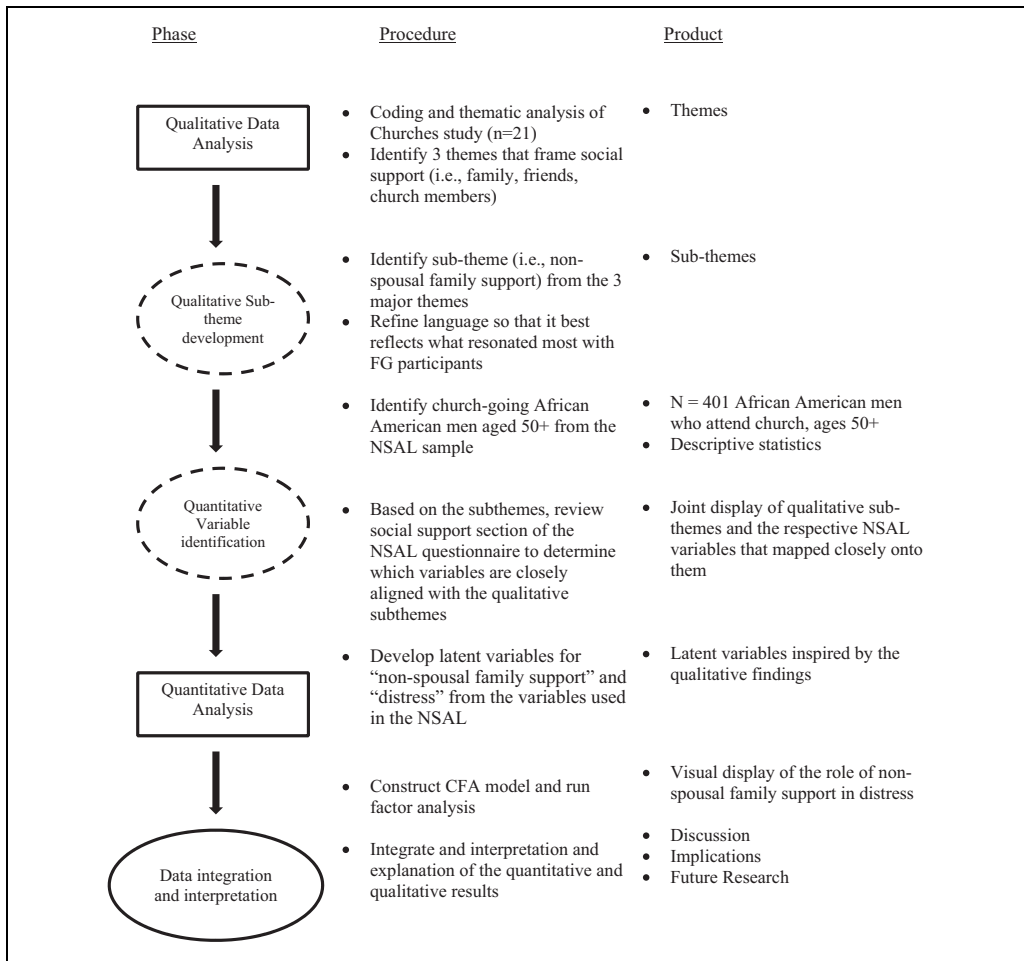 Phase
Procedure
Product
Qualitative Data
Analysis
• Coding and thematic analysis of
Churches study (n=21)
• Identify 3 themes that frame social
support (i.e., family, friends,
church members)
• Themes
Qualitative Sub-
theme
development
• Identify sub-theme (i.e., non-
spousal family support) from the 3
major themes
• Refine language so that it best
reflects what resonated most with
FG participants
• Sub-themes
• Identify church-going African
American men aged 50+ from the
NSAL sample
• N = 401 African American men
who attend church, ages 50+
• Descriptive statistics
Quantitative
Variable
identification
• Based on the subthemes, review
social support section of the
NSAL questionnaire to determine
which variables are closely
aligned with the qualitative
subthemes
• Joint display of qualitative sub-
themes and the respective NSAL
variables that mapped closely onto
them
Quantitative Data
Analysis
• Develop latent variables for
“non-spousal family support” and
“distress” from the variables used
in the NSAL
• Latent variables inspired by the
qualitative findings
• Construct CFA model and run
factor analysis
• Visual display of the role of non-
spousal family support in distress
Data integration
and interpretation
• Integrate and interpretation and
explanation of the quantitative and
qualitative results
• Discussion
• Implications
• Future Research